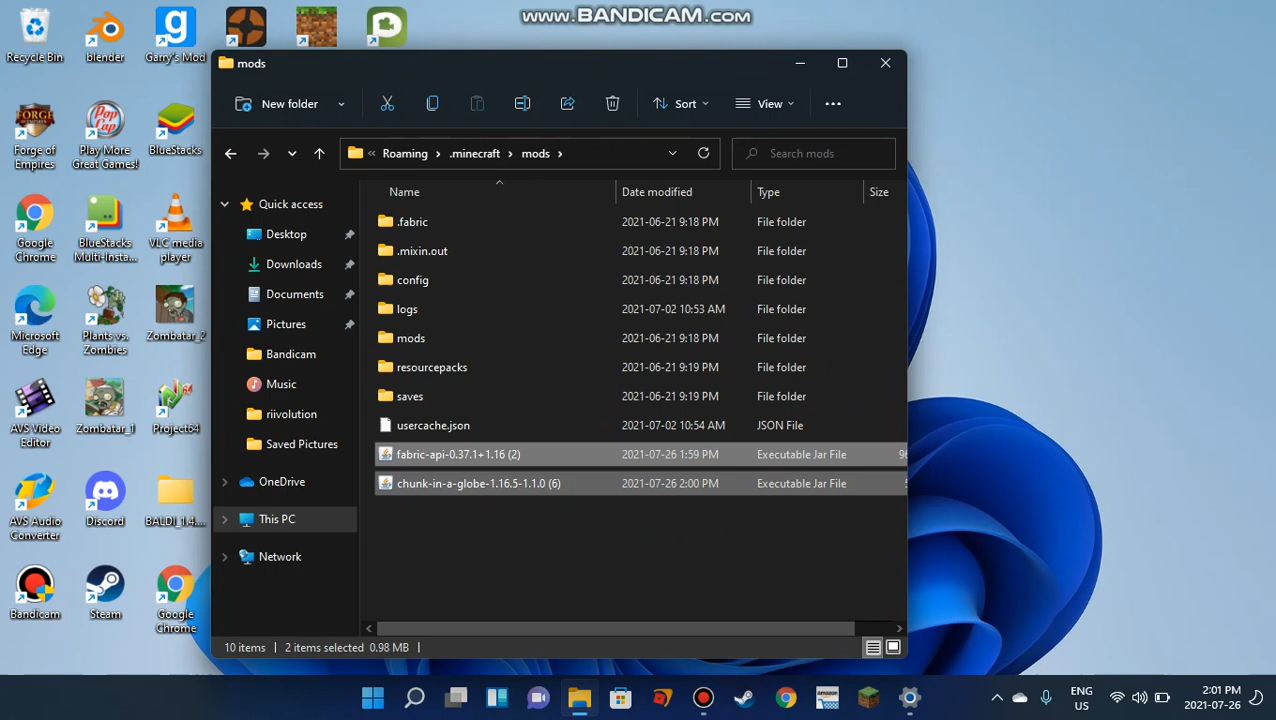 www.BANDICAM.com
Recycle Bin
blender
Garry's Mod
Forge of Empires
Play More Great Games!
BlueStacks
Google Chrome
BlueStacks Multi-Insta...
VLC media player
Microsoft Edge
Plants vs. Zombies
Zombatar_2
AVS Video Editor
Zombatar_1
Project64
AVS Audio Converter
Discord
BALDI_1.4....
Bandicam
Steam
Google Chrome
mods
New folder
Sort
View
« Roaming > .minecraft > mods >
Search mods
Quick access
Desktop
Downloads
Documents
Pictures
Bandicam
Music
riivolution
Saved Pictures
OneDrive
This PC
Network
Name Date modified Type Size
.fabric 2021-06-21 9:18 PM File folder
.mixin.out 2021-06-21 9:18 PM File folder
config 2021-06-21 9:18 PM File folder
logs 2021-07-02 10:53 AM File folder
mods 2021-06-21 9:18 PM File folder
resourcepacks 2021-06-21 9:19 PM File folder
saves 2021-06-21 9:19 PM File folder
usercache.json 2021-07-02 10:54 AM JSON File
fabric-api-0.37.1+1.16 (2) 2021-07-26 1:59 PM Executable Jar File
chunk-in-a-globe-1.16.5-1.1.0 (6) 2021-07-26 2:00 PM Executable Jar File
10 items 2 items selected 0.98 MB
ENG
US
2:01 PM
2021-07-26